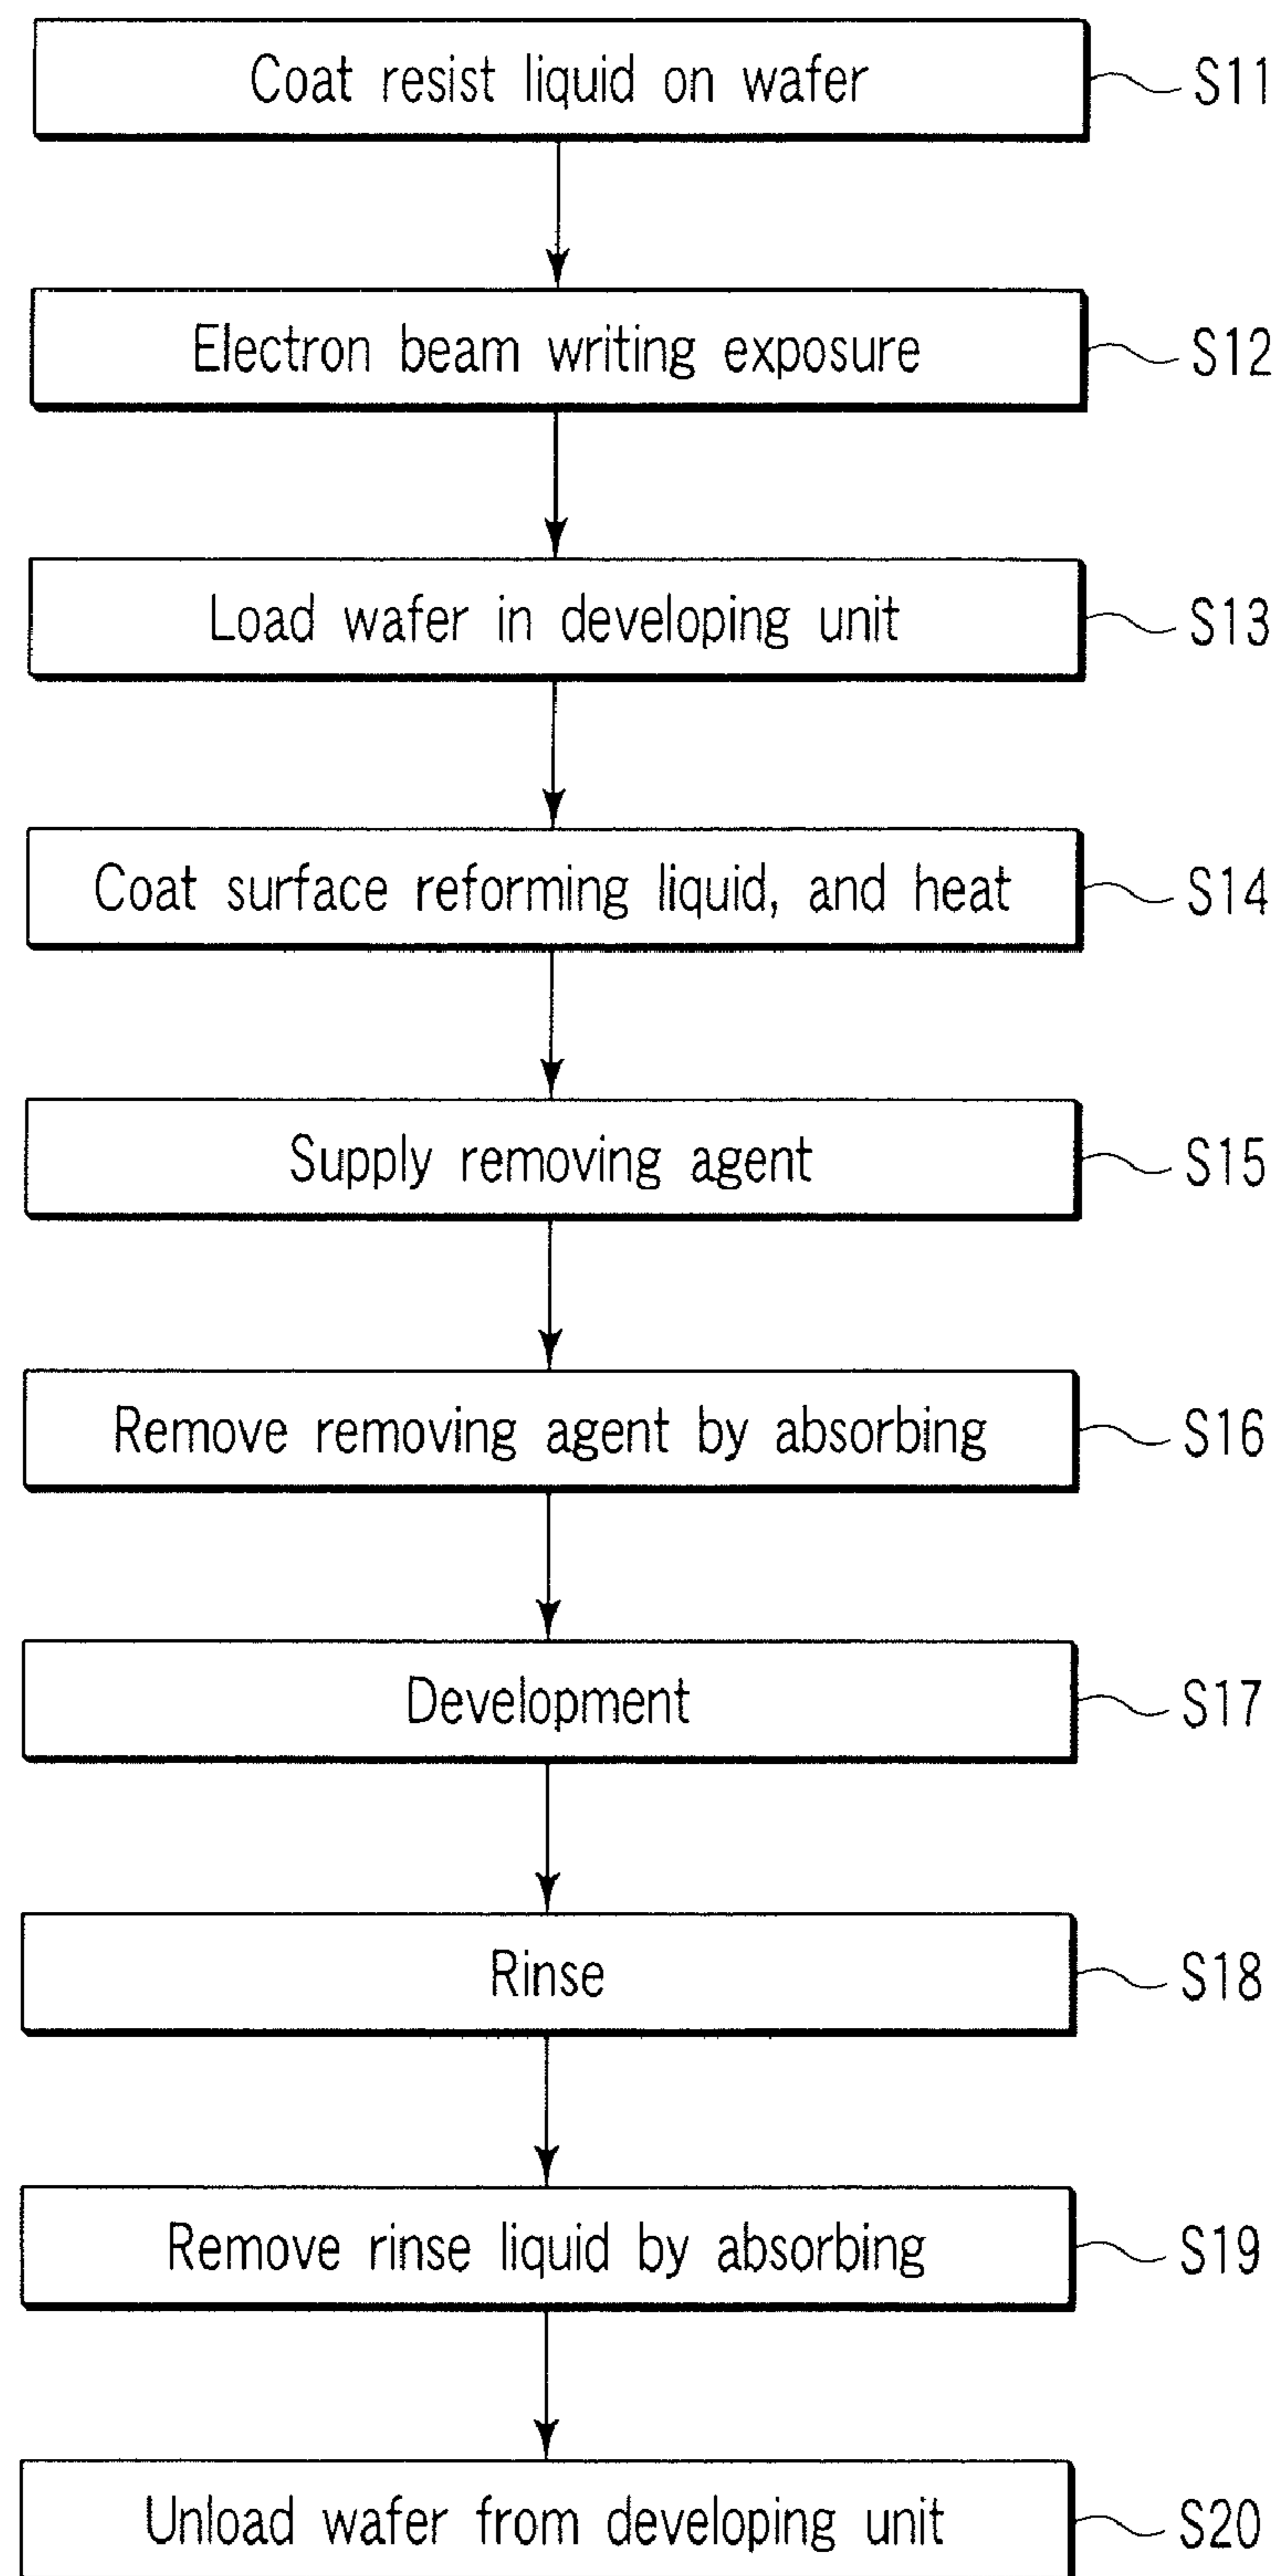 Coat resist liquid on wafer S11
Electron beam writing exposure S12
Load wafer in developing unit S13
Coat surface reforming liquid, and heat S14
Supply removing agent S15
Remove removing agent by absorbing S16
Development S17
Rinse S18
Remove rinse liquid by absorbing S19
Unload wafer from developing unit S20